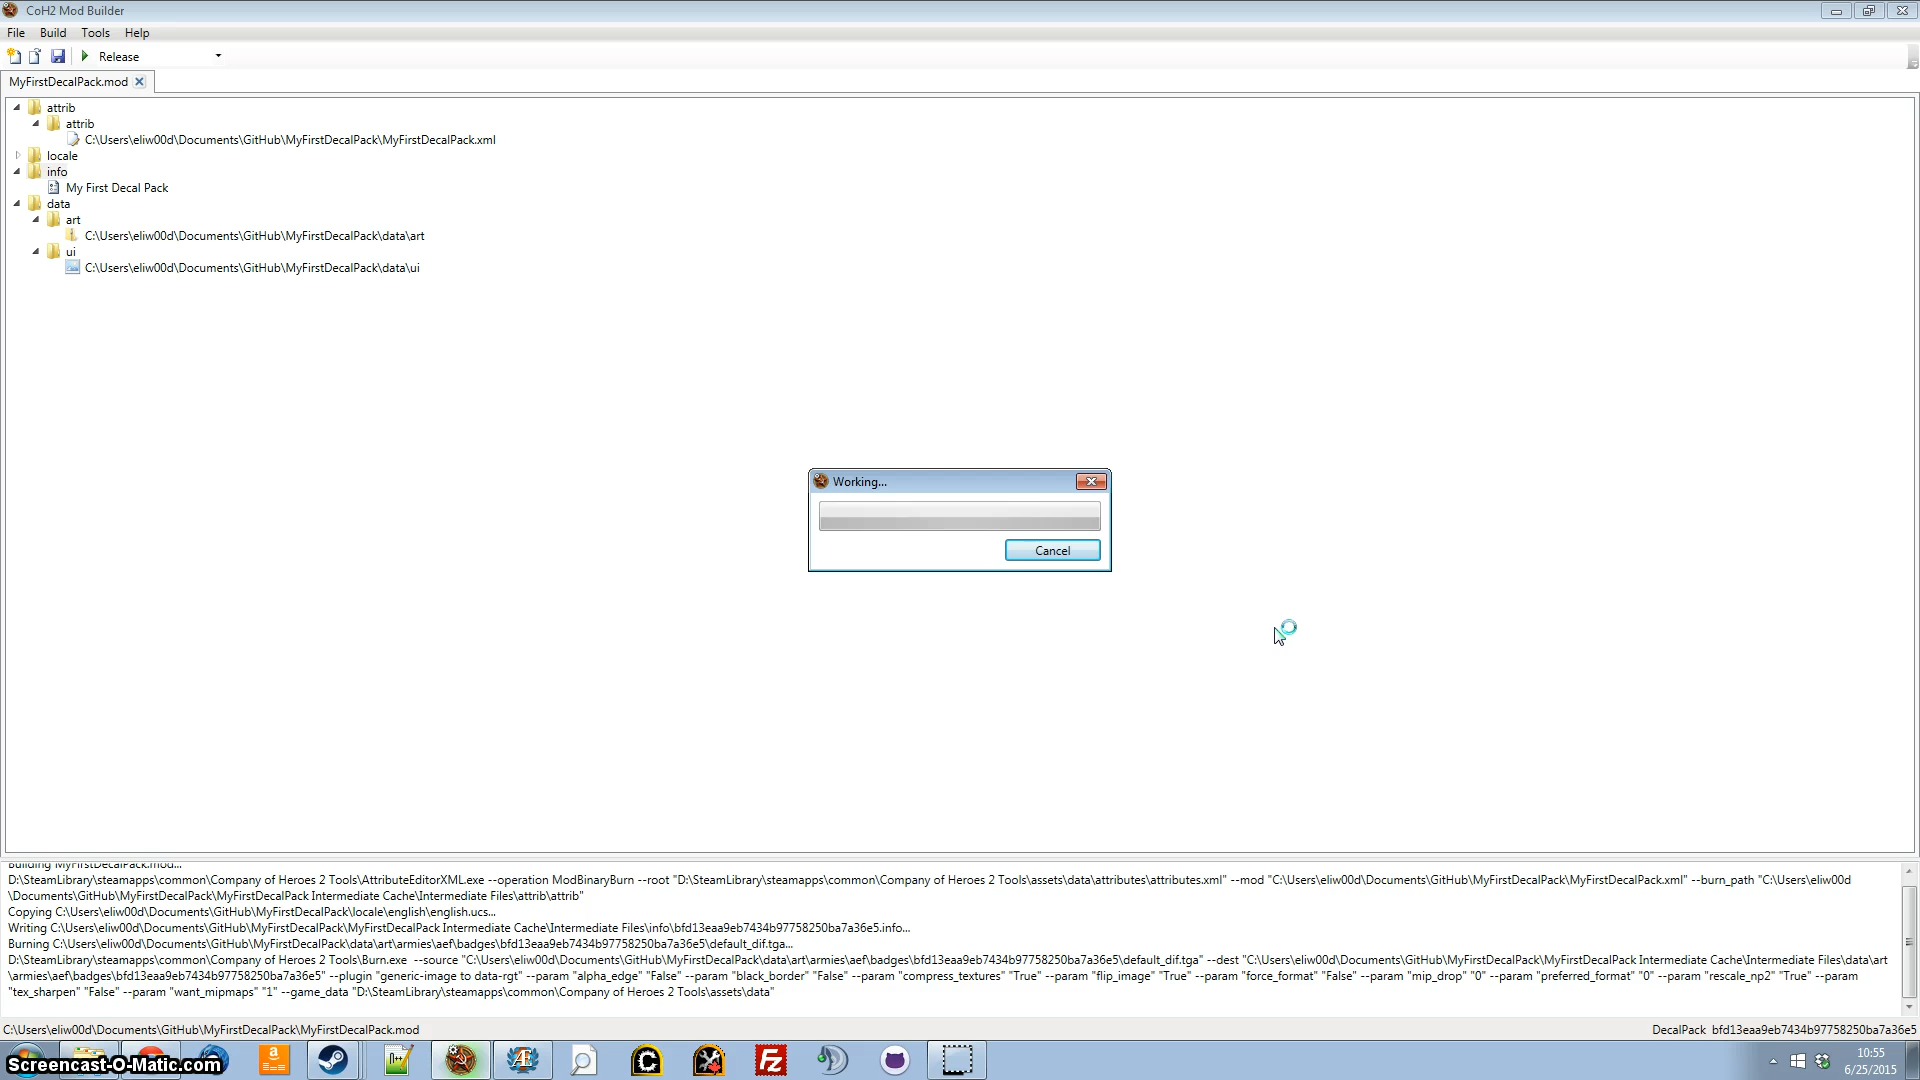 CoH2 Mod Builder
File Build Tools Help
Release
MyFirstDecalPack.mod
attrib
attrib
C:\Users\eliw00d\Documents\GitHub\MyFirstDecalPack\MyFirstDecalPack.xml
locale
info
My First Decal Pack
data
art
C:\Users\eliw00d\Documents\GitHub\MyFirstDecalPack\data\art
ui
C:\Users\eliw00d\Documents\GitHub\MyFirstDecalPack\data\ui
Working...
Cancel
Building MyFirstDecalPack.mod...
D:\SteamLibrary\steamapps\common\Company of Heroes 2 Tools\AttributeEditorXML.exe --operation ModBinaryBurn --root "D:\SteamLibrary\steamapps\common\Company of Heroes 2 Tools\assets\data\attributes\attributes.xml" --mod "C:\Users\eliw00d\Documents\GitHub\MyFirstDecalPack\MyFirstDecalPack.xml" --burn_path "C:\Users\eliw00d
\Documents\GitHub\MyFirstDecalPack\MyFirstDecalPack Intermediate Cache\Intermediate Files\attrib\attrib"
Copying C:\Users\eliw00d\Documents\GitHub\MyFirstDecalPack\locale\english\english.ucs...
Writing C:\Users\eliw00d\Documents\GitHub\MyFirstDecalPack\MyFirstDecalPack Intermediate Cache\Intermediate Files\info\bfd13eaa9eb7434b97758250ba7a36e5.info...
Burning C:\Users\eliw00d\Documents\GitHub\MyFirstDecalPack\data\art\armies\aef\badges\bfd13eaa9eb7434b97758250ba7a36e5\default_dif.tga...
D:\SteamLibrary\steamapps\common\Company of Heroes 2 Tools\Burn.exe --source "C:\Users\eliw00d\Documents\GitHub\MyFirstDecalPack\data\art\armies\aef\badges\bfd13eaa9eb7434b97758250ba7a36e5\default_dif.tga" --dest "C:\Users\eliw00d\Documents\GitHub\MyFirstDecalPack\MyFirstDecalPack Intermediate Cache\Intermediate Files\data\art
\armies\aef\badges\bfd13eaa9eb7434b97758250ba7a36e5" --plugin "generic-image to data-rgt" --param "alpha_edge" "False" --param "black_border" "False" --param "compress_textures" "True" --param "flip_image" "True" --param "force_format" "False" --param "mip_drop" "0" --param "preferred_format" "0" --param "rescale_np2" "True" --param
"tex_sharpen" "False" --param "want_mipmaps" "1" --game_data "D:\SteamLibrary\steamapps\common\Company of Heroes 2 Tools\assets\data"
C:\Users\eliw00d\Documents\GitHub\MyFirstDecalPack\MyFirstDecalPack.mod
DecalPack bfd13eaa9eb7434b97758250ba7a36e5
Screencast-O-Matic.com
10:55
6/25/2015